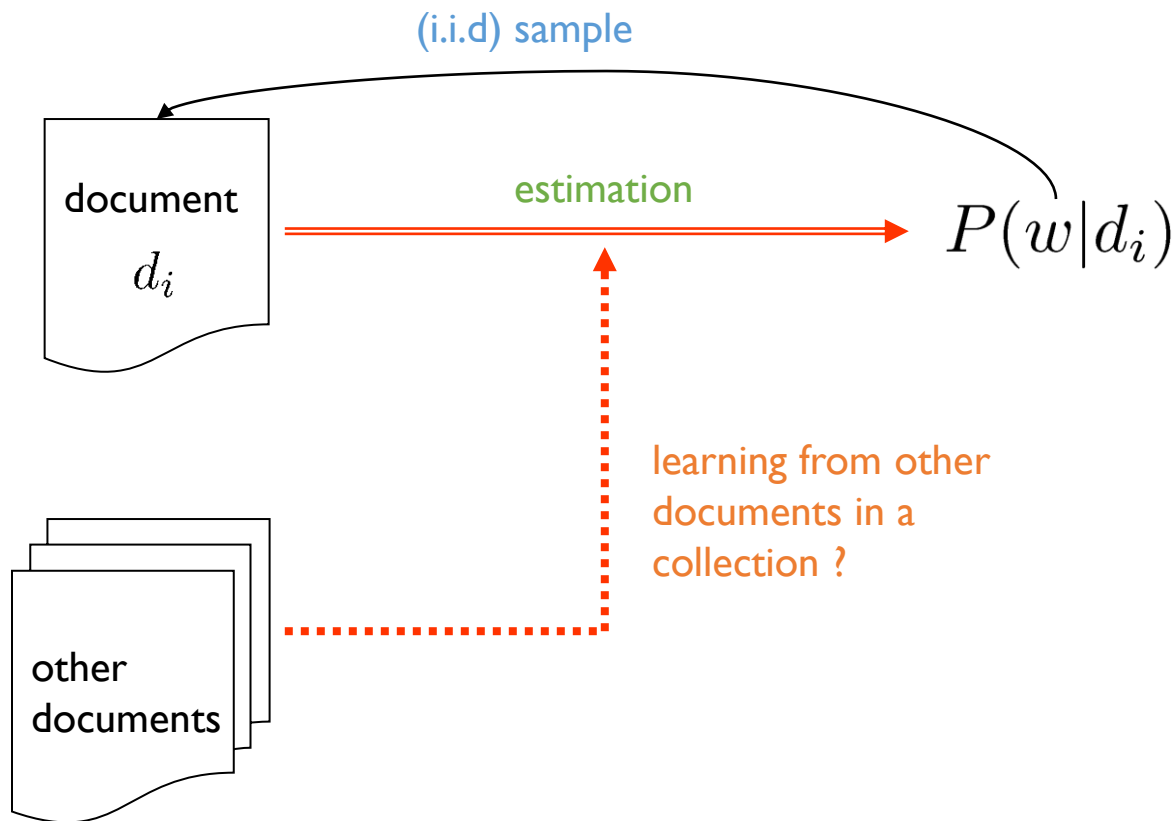 (i.i.d) sample
document
d_i
estimation
P(w|d_i)
learning from other
documents in a
collection ?
other
documents